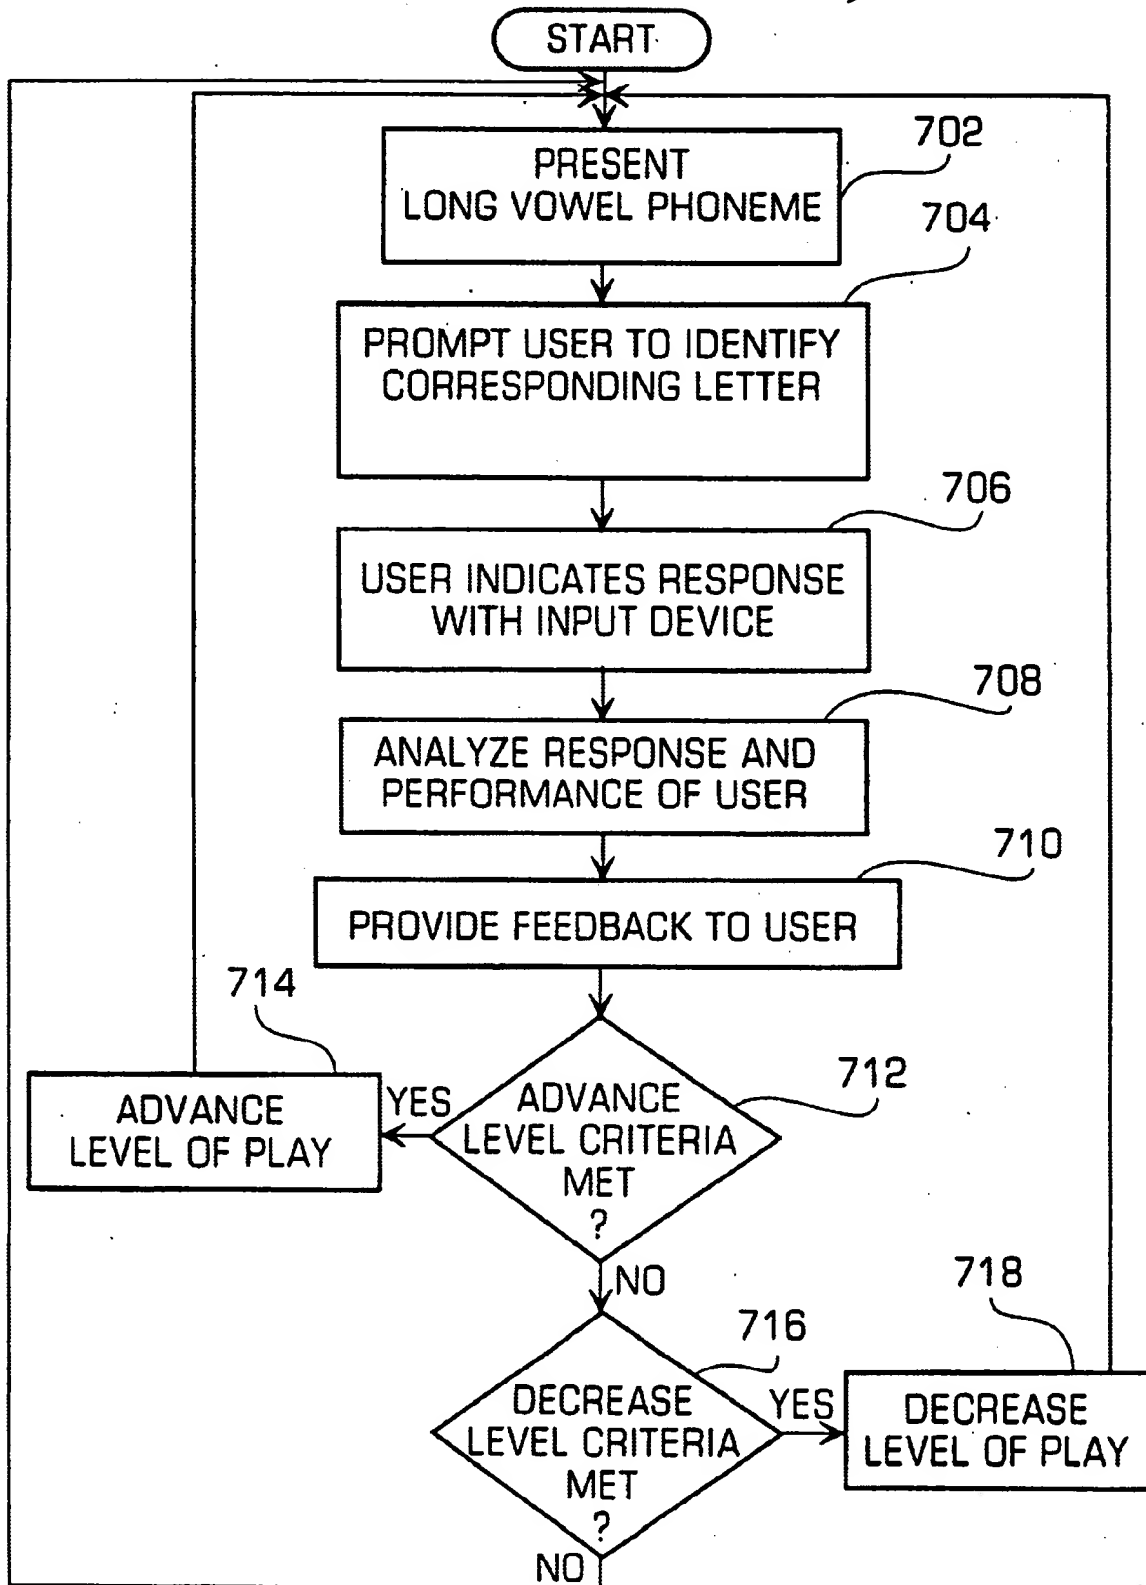 START
702
PRESENT
LONG VOWEL PHONEME
704
PROMPT USER TO IDENTIFY
CORRESPONDING LETTER
706
USER INDICATES RESPONSE
WITH INPUT DEVICE
708
ANALYZE RESPONSE AND
PERFORMANCE OF USER
710
PROVIDE FEEDBACK TO USER
714
ADVANCE
LEVEL OF PLAY
YES
712
ADVANCE
LEVEL CRITERIA
MET
?
NO
716
DECREASE
LEVEL CRITERIA
MET
?
YES
718
DECREASE
LEVEL OF PLAY
NO